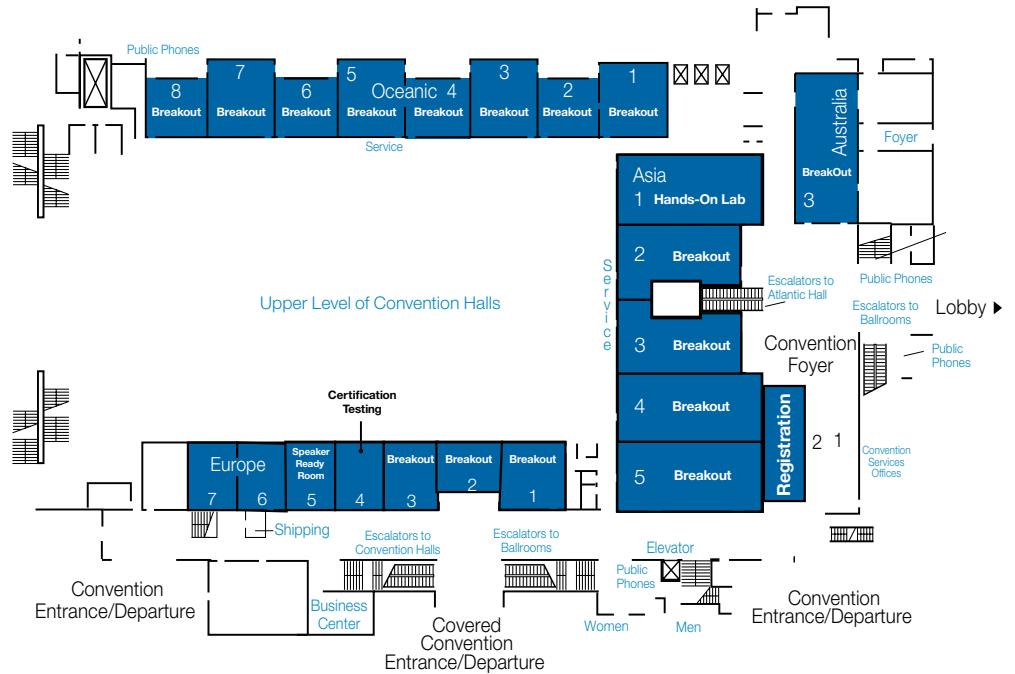 Public Phones
8
Breakout
7
Breakout
6
Breakout
5
Oceanic
Breakout
4
Breakout
3
Breakout
2
Breakout
1
Breakout
Service
Australia
BreakOut
3
Foyer
Asia
1 Hands-On Lab
2 Breakout
3 Breakout
4 Breakout
5 Breakout
Service
Upper Level of Convention Halls
Escalators to
Atlantic Hall
Public Phones
Escalators to
Ballrooms
Lobby
Convention
Foyer
Public
Phones
Registration
2 1
Convention
Services
Offices
Certification
Testing
Europe
7
6
Speaker
Ready
Room
5
4
Breakout
3
Breakout
2
Breakout
1
Shipping
Escalators to
Convention Halls
Escalators to
Ballrooms
Elevator
Public
Phones
Convention
Entrance/Departure
Business
Center
Covered
Convention
Entrance/Departure
Women
Men
Convention
Entrance/Departure